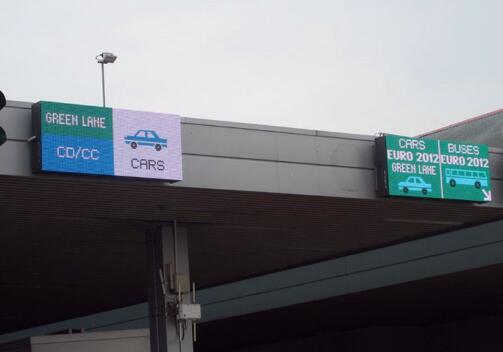 GREEN LANE
CD/CC
CARS
CARS
EURO 2012
GREEN LANE
BUSES
EURO 2012